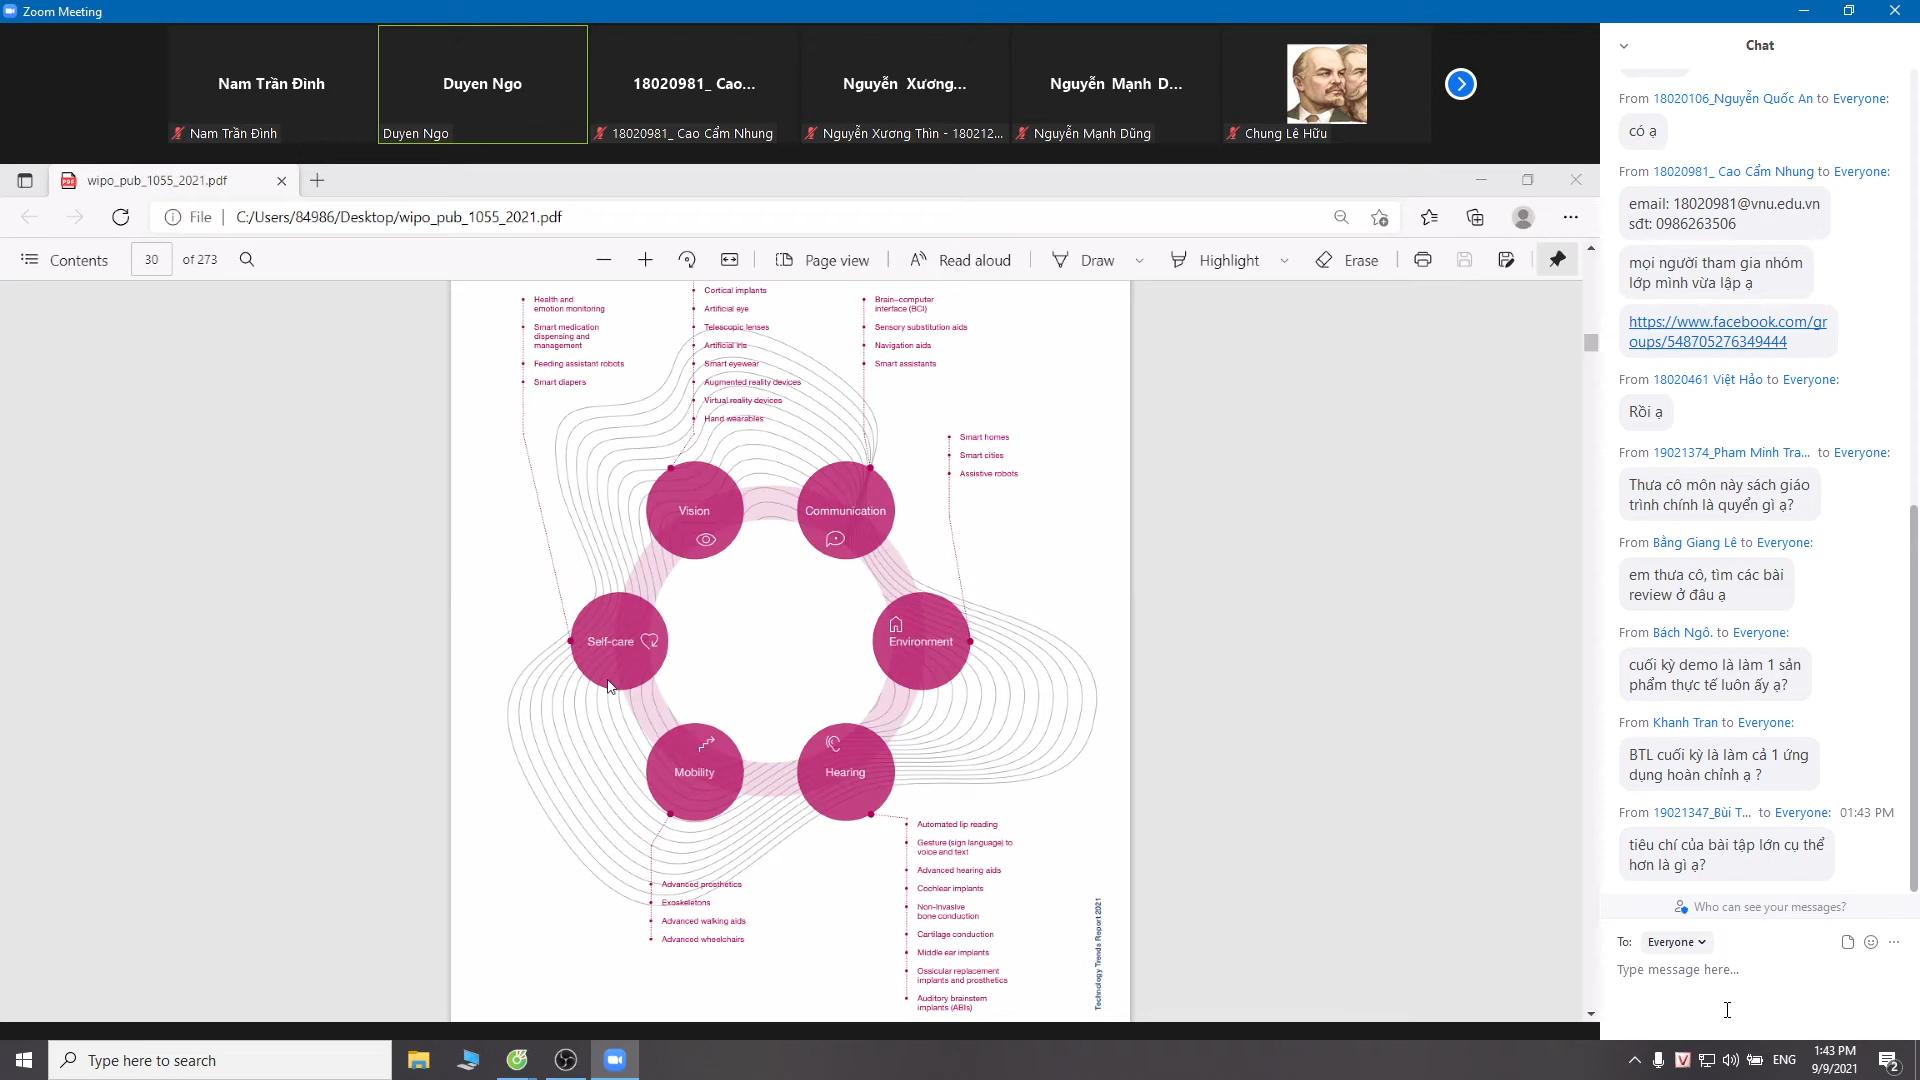 Zoom Meeting
Nam Trần Đình
Duyen Ngo
18020981_ Cao...
Nguyễn Xương...
Nguyễn Mạnh D...
Nam Trần Đình
Duyen Ngo
18020981_ Cao Cẩm Nhung
Nguyễn Xương Thìn - 180212...
Nguyễn Mạnh Dũng
Chung Lê Hữu
wipo_pub_1055_2021.pdf
File
C:/Users/84986/Desktop/wipo_pub_1055_2021.pdf
Contents
30
of 273
Page view
Read aloud
Draw
Highlight
Erase
Health and
emotion monitoring
Smart medication
dispensing and
management
Feeding assistant robots
Smart diapers
Cortical implants
Artificial eye
Telescopic lenses
Artificial iris
Smart eyewear
Augmented reality devices
Virtual reality devices
Hand wearables
Brain–computer
interface (BCI)
Sensory substitution aids
Navigation aids
Smart assistants
Smart homes
Smart cities
Assistive robots
Vision
Communication
Self-care
Environment
Mobility
Hearing
Advanced prosthetics
Exoskeletons
Advanced walking aids
Advanced wheelchairs
Automated lip reading
Gesture (sign language) to
voice and text
Advanced hearing aids
Cochlear implants
Non-invasive
bone conduction
Cartilage conduction
Middle ear implants
Ossicular replacement
implants and prosthetics
Auditory brainstem
implants (ABIs)
Technology Trends Report 2021
Chat
From 18020106_Nguyễn Quốc An to Everyone:
có ạ
From 18020981_ Cao Cẩm Nhung to Everyone:
email: 18020981@vnu.edu.vn
sđt: 0986263506
mọi người tham gia nhóm
lớp mình vừa lập ạ
https://www.facebook.com/gr
oups/548705276349444
From 18020461 Việt Hảo to Everyone:
Rồi ạ
From 19021374_Pham Minh Tra... to Everyone:
Thưa cô môn này sách giáo
trình chính là quyển gì ạ?
From Bằng Giang Lê to Everyone:
em thưa cô, tìm các bài
review ở đâu ạ
From Bách Ngô. to Everyone:
cuối kỳ demo là làm 1 sản
phẩm thực tế luôn ấy ạ?
From Khanh Tran to Everyone:
BTL cuối kỳ là làm cả 1 ứng
dụng hoàn chỉnh ạ ?
From 19021347_Bùi T... to Everyone: 01:43 PM
tiêu chí của bài tập lớn cụ thể
hơn là gì ạ?
Who can see your messages?
To: Everyone
Type message here...
Type here to search
ENG
1:43 PM
9/9/2021
2